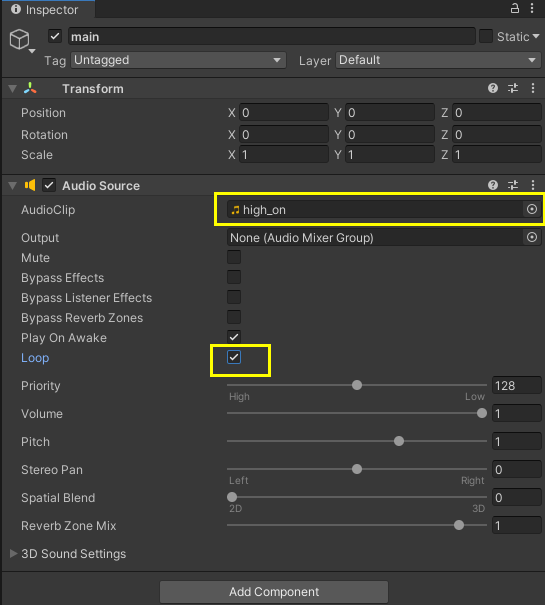 Inspector
main Static
Tag Untagged Layer Default
Transform
Position X 0 Y 0 Z 0
Rotation X 0 Y 0 Z 0
Scale X 1 Y 1 Z 1
Audio Source
AudioClip high_on
Output None (Audio Mixer Group)
Mute
Bypass Effects
Bypass Listener Effects
Bypass Reverb Zones
Play On Awake
Loop
Priority 128
High Low
Volume 1
Pitch 1
Stereo Pan 0
Left Right
Spatial Blend 0
2D 3D
Reverb Zone Mix 1
3D Sound Settings
Add Component